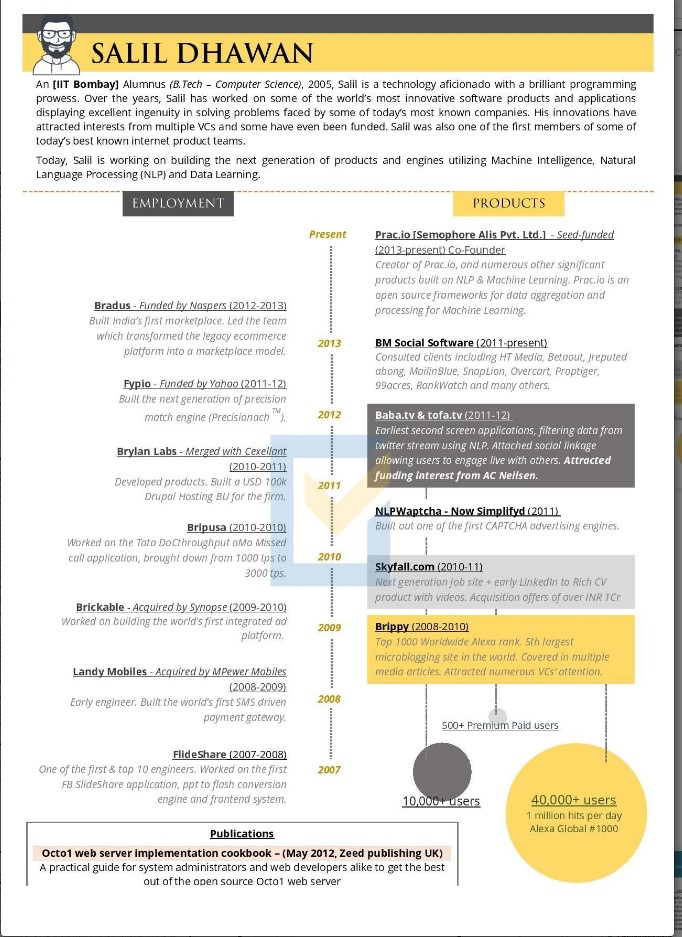 SALIL DHAWAN
An [IIT Bombay] Alumnus (B.Tech – Computer Science), 2005, Salil is a technology aficionado with a brilliant programming
prowess. Over the years, Salil has worked on some of the world's most innovative software products and applications
displaying excellent ingenuity in solving problems faced by some of today's most known companies. His innovations have
attracted interests from multiple VCs and some have even been funded. Salil was also one of the first members of some of
today's best known internet product teams.
Today, Salil is working on building the next generation of products and engines utilizing Machine Intelligence, Natural
Language Processing (NLP) and Data Learning.
EMPLOYMENT
Bradus - Funded by Naspers (2012-2013)
Built India's first marketplace. Led the team
which transformed the legacy ecommerce
platform into a marketplace model.
Fypio - Funded by Yahoo (2011-12)
Built the next generation of precision
match engine (Precisionach TM).
Brylan Labs - Merged with Cexellant
(2010-2011)
Developed products. Built a USD 100k
Drupal Hosting BU for the firm.
Bripusa (2010-2010)
Worked on the Tata DoCThroughput oMo Missed
call application, brought down from 1000 tps to
3000 tps.
Brickable - Acquired by Synopse (2009-2010)
Worked on building the world's first integrated ad
platform.
Landy Mobiles - Acquired by MPewer Mobiles
(2008-2009)
Early engineer. Built the world's first SMS driven
payment gateway.
FlideShare (2007-2008)
One of the first & top 10 engineers. Worked on the first
FB SlideShare application, ppt to flash conversion
engine and frontend system.
Present
2013
2012
2011
2010
2009
2008
2007
PRODUCTS
Prac.io [Semophore Alis Pvt. Ltd.] - Seed-funded
(2013-present) Co-Founder
Creator of Prac.io, and numerous other significant
products built on NLP & Machine Learning. Prac.io is an
open source frameworks for data aggregation and
processing for Machine Learning.
BM Social Software (2011-present)
Consulted clients including HT Media, Betaout, Jreputed
abong, MailinBlue, SnapLion, Overcart, Proptiger,
99acres, RankWatch and many others.
Baba.tv & tofa.tv (2011-12)
Earliest second screen applications, filtering data from
twitter stream using NLP. Attached social linkage
allowing users to engage live with others. Attracted
funding interest from AC Neilsen.
NLPWaptcha - Now Simplifyd (2011)
Built out one of the first CAPTCHA advertising engines.
Skyfall.com (2010-11)
Next generation job site + early LinkedIn to Rich CV
product with videos. Acquisition offers of over INR 1Cr
Brippy (2008-2010)
Top 1000 Worldwide Alexa rank. 5th largest
microblogging site in the world. Covered in multiple
media articles. Attracted numerous VCs' attention.
500+ Premium Paid users
10,000+ users
40,000+ users
1 million hits per day
Alexa Global #1000
Publications
Octo1 web server implementation cookbook – (May 2012, Zeed publishing UK)
A practical guide for system administrators and web developers alike to get the best
out of the open source Octo1 web server